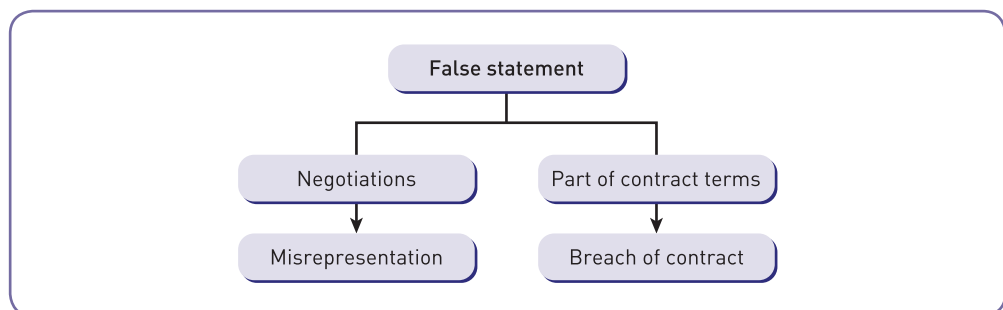 False statement
Negotiations
Part of contract terms
Misrepresentation
Breach of contract